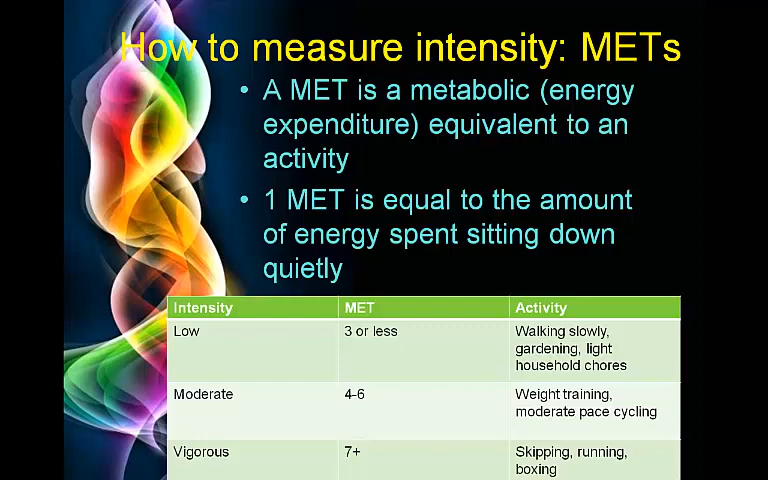 How to measure intensity: METs
• A MET is a metabolic (energy
expenditure) equivalent to an
activity
• 1 MET is equal to the amount
of energy spent sitting down
quietly
Intensity MET Activity
Low 3 or less Walking slowly,
gardening, light
household chores
Moderate 4-6 Weight training,
moderate pace cycling
Vigorous 7+ Skipping, running,
boxing